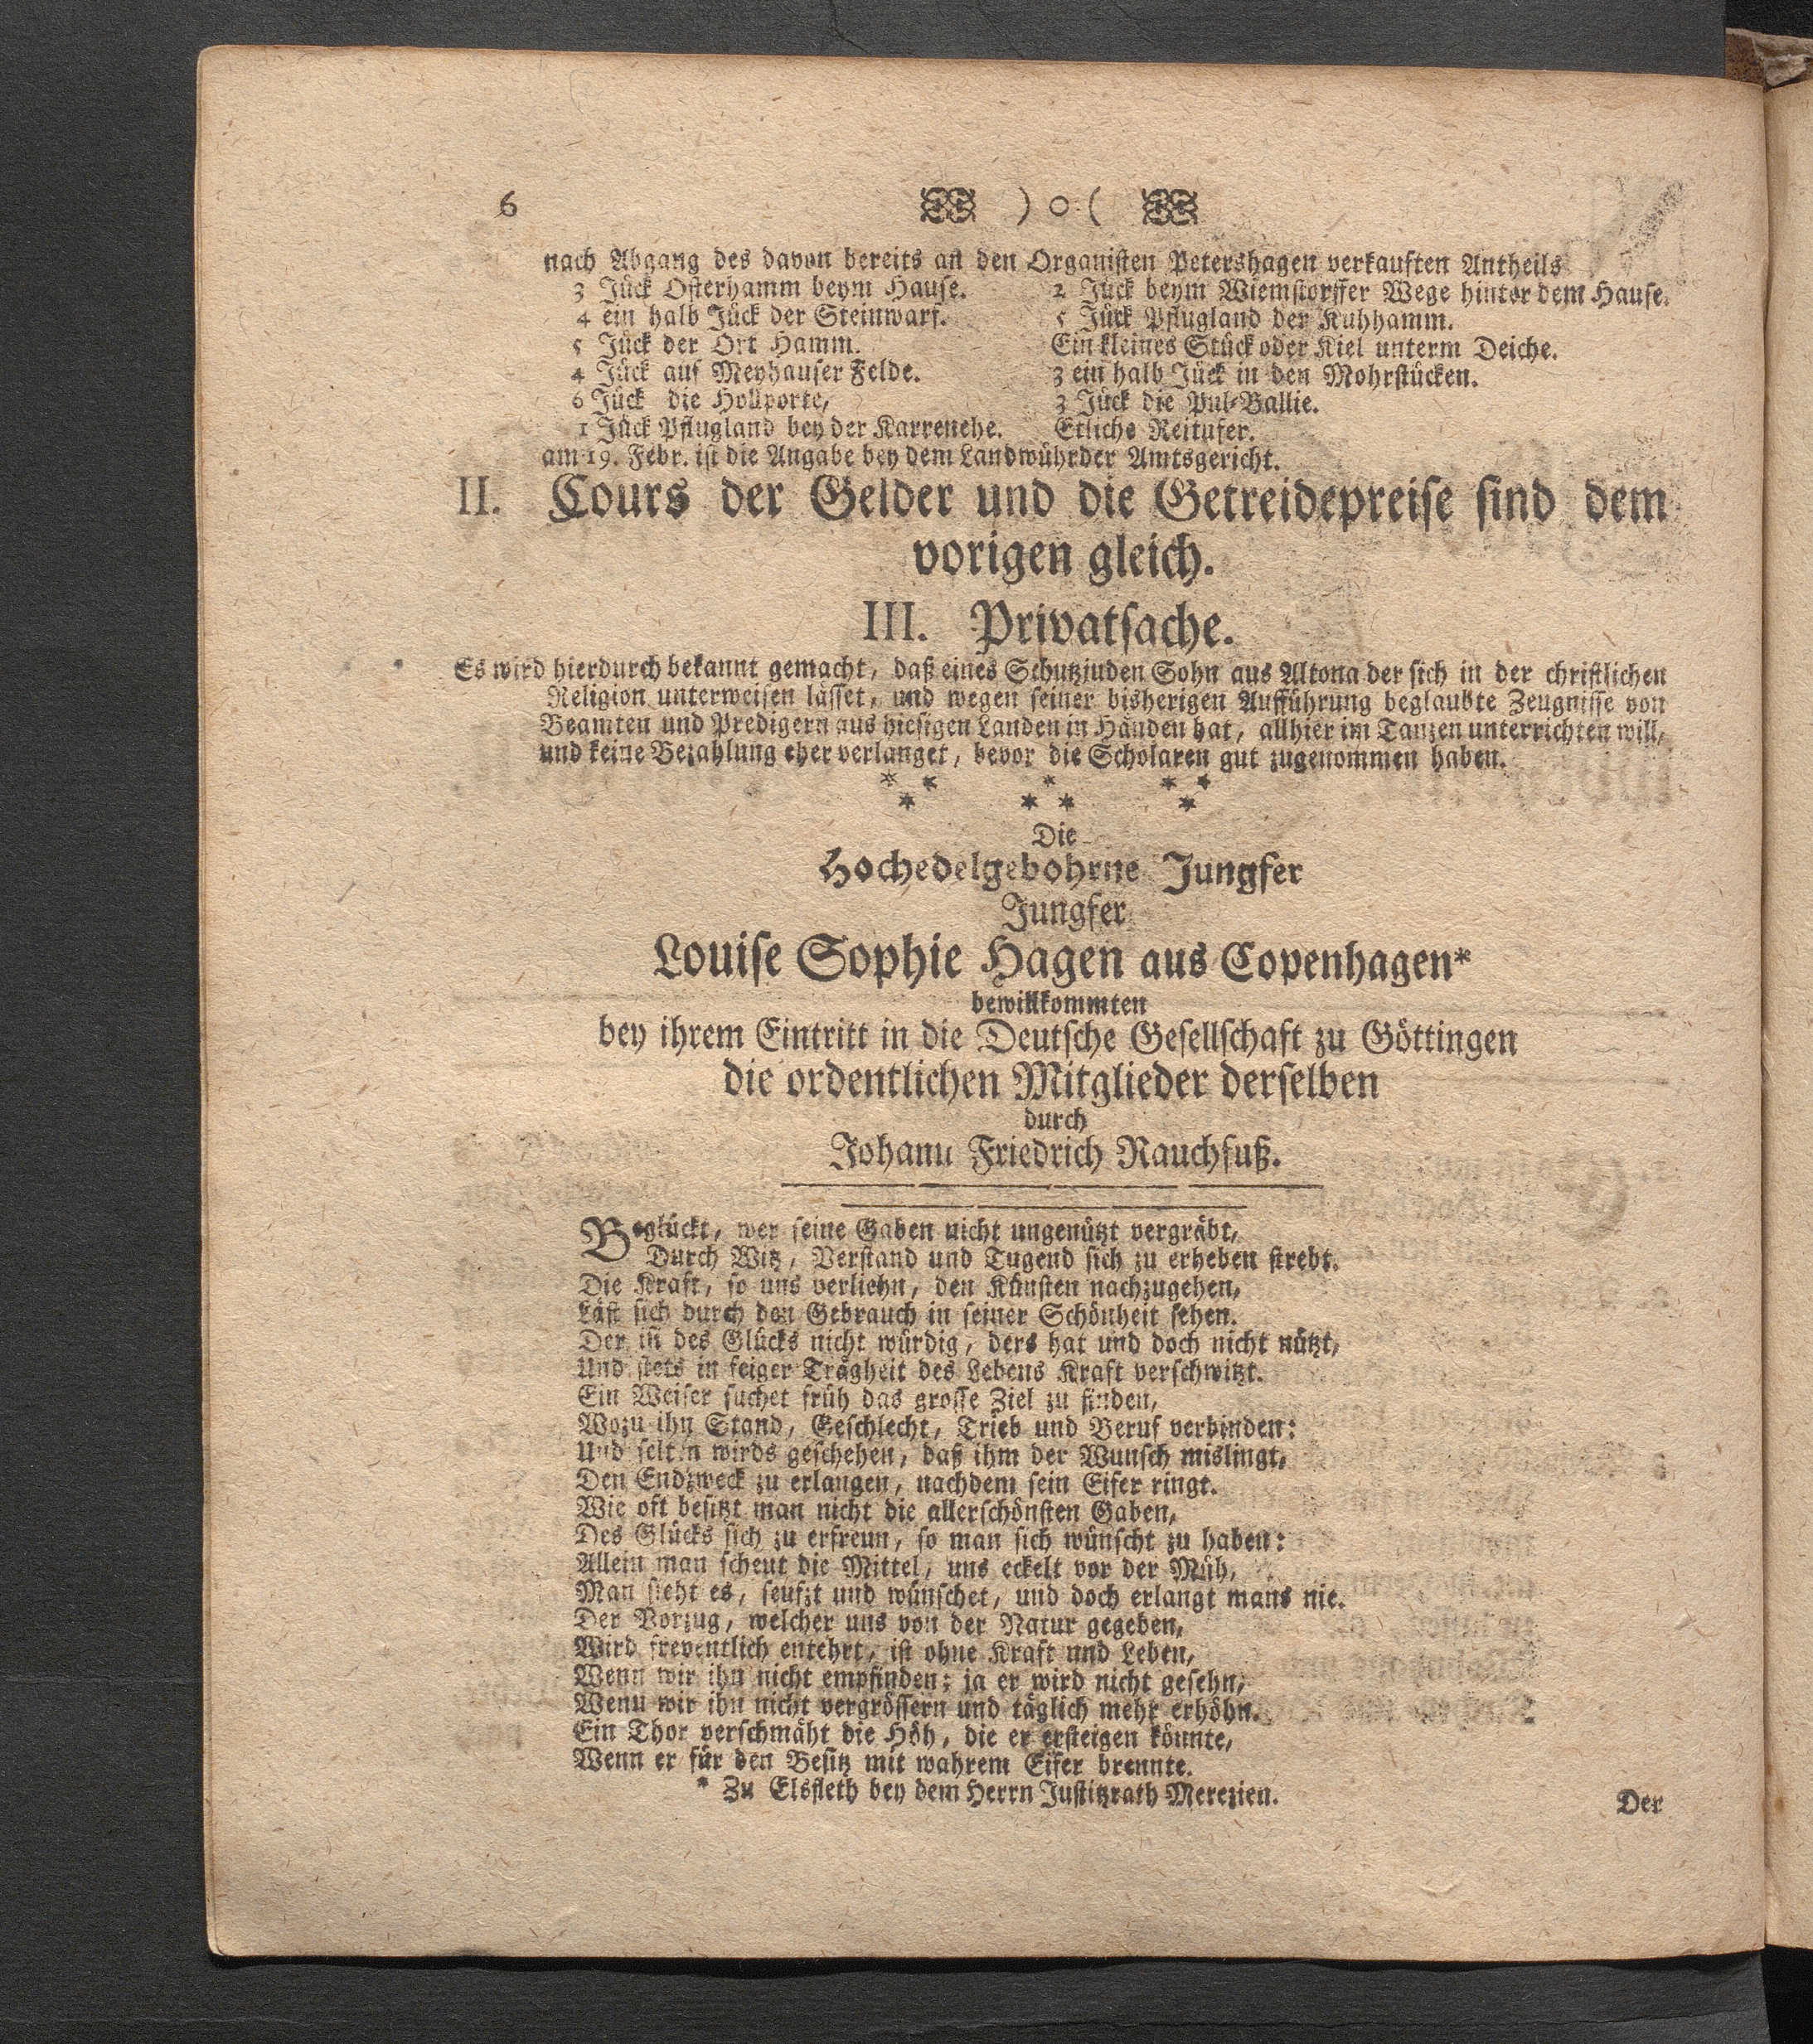 6 ) o (
nach Abgang des davon bereits an den Organisten Petershagen verkauften Antheils
3 Jück Osterhamm beym Hause.
4 ein halb Jück der Steinwarf.
5 Jück der Ort Hamm.
4 Jück auf Meyhauser Felde.
6 Jück die Hollporte,
1 Jück Pflugland bey der Karrenehe.
2 Jück beym Wiemstorffer Wege hinter dem Hause.
5 Jück Pflugland der Kuhhamm.
Ein kleines Stück oder Kiel unterm Deiche.
3 ein halb Jück in den Mohrstücken.
3 Jück die Pul-Ballie.
Etliche Reitufer.
am 19. Febr. ist die Angabe bey dem Landwührder Amtsgericht.
II. Cours der Gelder und die Getreidepreise sind dem
vorigen gleich.
III. Privatsache.
Es wird hierdurch bekannt gemacht, daß eines Schutzjuden Sohn aus Altona der sich in der christlichen
Religion unterweisen lässet, und wegen seiner bisherigen Aufführung beglaubte Zeugnisse von
Beamten und Predigern aus hiesigen Landen in Händen hat, allhier im Tanzen unterrichten will,
und keine Bezahlung eher verlanget, bevor die Scholaren gut zugenommen haben.
* * * * *
* * * *
Die
Hochedelgebohrne Jungfer
Jungfer
Louise Sophie Hagen aus Copenhagen*
bewillkommten
bey ihrem Eintritt in die Deutsche Gesellschaft zu Göttingen
die ordentlichen Mitglieder derselben
durch
Johann Friedrich Rauchfuß.
Beglückt, wer seine Gaben nicht ungenützt vergräbt,
Durch Witz, Verstand und Tugend sich zu erheben strebt.
Die Kraft, so uns verliehn, den Künsten nachzugehen,
Läst sich durch den Gebrauch in seiner Schönheit sehen.
Der ist des Glücks nicht würdig, ders hat und doch nicht nützt,
Und stets in feiger Trägheit des Lebens Kraft verschwitzt.
Ein Weiser suchet früh das grosse Ziel zu finden,
Wozu ihn Stand, Geschlecht, Trieb und Beruf verbinden:
Und selten wirds geschehen, daß ihm der Wunsch mislingt,
Den Endzweck zu erlangen, nachdem sein Eifer ringt.
Wie oft besitzt man nicht die allerschönsten Gaben,
Des Glücks sich zu erfreun, so man sich wünscht zu haben:
Allein man scheut die Mittel, uns eckelt vor der Müh,
Man sieht es, seufzt und wünschet, und doch erlangt mans nie.
Der Vorzug, welcher uns von der Natur gegeben,
Wird freventlich entehrt, ist ohne Kraft und Leben,
Wenn wir ihn nicht empfinden; ja er wird nicht gesehn,
Wenn wir ihn nicht vergrössern und täglich mehr erhöhn.
Ein Thor verschmäht die Höh, die er ersteigen könnte,
Wenn er für den Besitz mit wahrem Eifer brennte.
* Zu Elsfleth bey dem Herrn Justitzrath Merezien.
Der